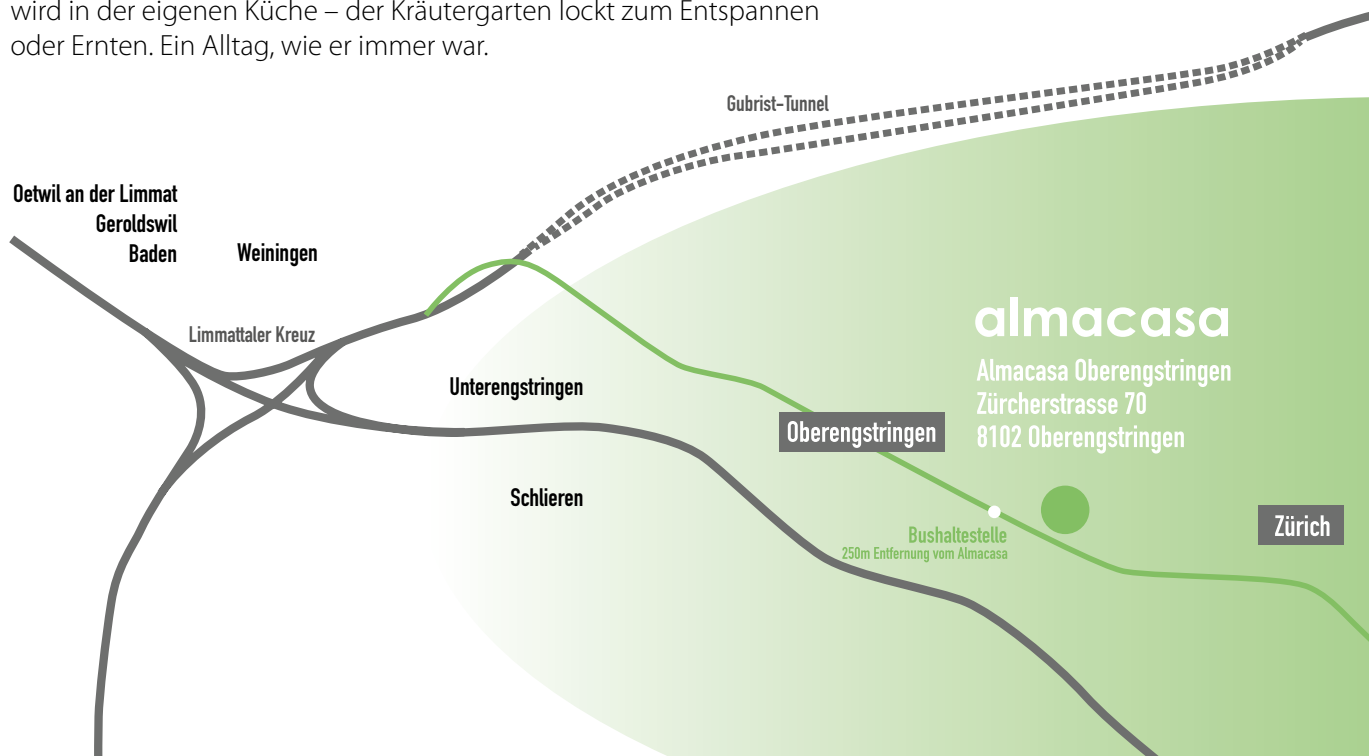 wird in der eigenen Küche – der Kräutergarten lockt zum Entspannen
oder Ernten. Ein Alltag, wie er immer war.
Gubrist-Tunnel
Oetwil an der Limmat
Geroldswil
Baden
Weiningen
Limmattaler Kreuz
almacasa
Almacasa Oberengstringen
Zürcherstrasse 70
8102 Oberengstringen
Unterengstringen
Oberengstringen
Schlieren
Bushaltestelle
250m Entfernung vom Almacasa
Zürich